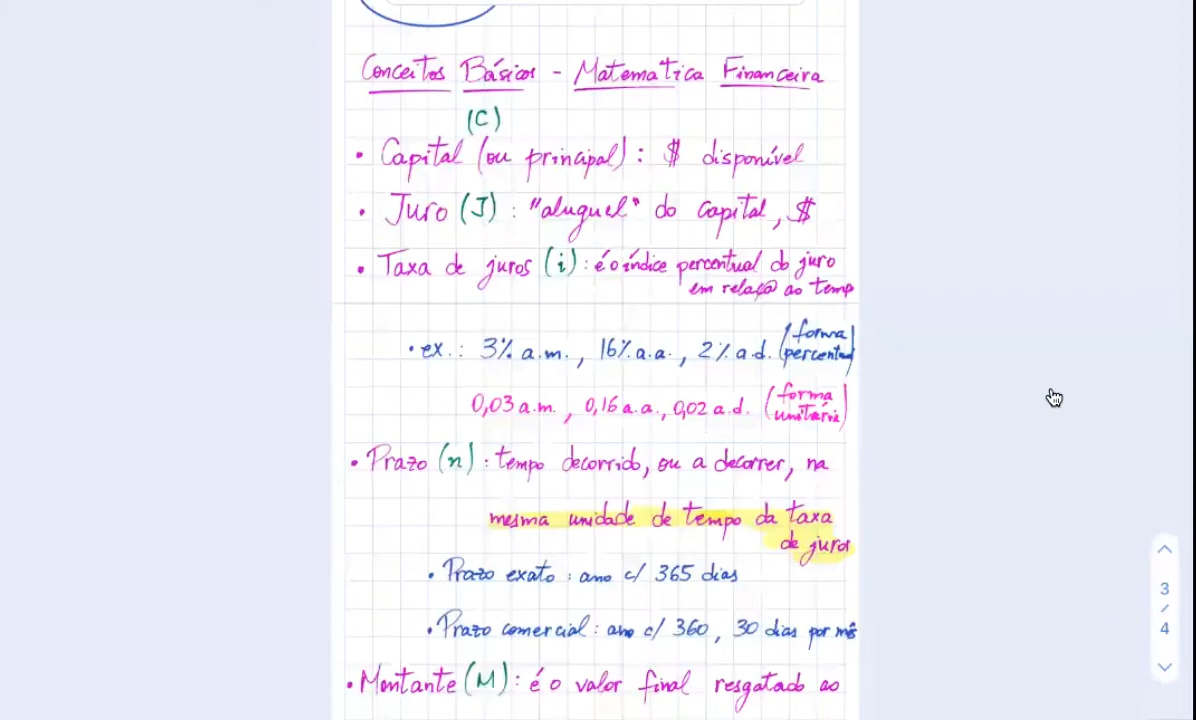 Conceitos Básicos - Matematica Financeira
(C)
• Capital (ou principal): $ disponível
• Juro (J): "aluguel" do capital, $
• Taxa de juros (i): é o índice percentual do juro
em relação ao temp
• ex.: 3% a.m., 16% a.a., 2% a.d. (forma
percentual
0,03 a.m., 0,16 a.a., 0,02 a.d. (forma
unitária)
• Prazo (n): tempo decorrido, ou a decorrer, na
mesma unidade de tempo da taxa
de juros
• Prazo exato: ano c/ 365 dias
• Prazo comercial: ano c/ 360, 30 dias por mês
• Montante (M): é o valor final resgatado ao
3
/
4